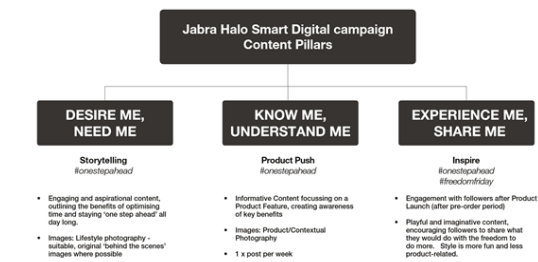 Jabra Halo Smart Digital campaign
Content Pillars
DESIRE ME,
NEED ME
Storytelling
#onestepahead
• Engaging and aspirational content,
outlining the benefits of optimising
time and staying 'one step ahead' all
day long.
• Images: Lifestyle photography -
suitable, original 'behind the scenes'
images where possible
KNOW ME,
UNDERSTAND ME
Product Push
#onestepahead
• Informative Content focussing on a
Product Feature, creating awareness
of key benefits
• Images: Product/Contextual
Photography
• 1 x post per week
EXPERIENCE ME,
SHARE ME
Inspire
#onestepahead
#freedomfriday
• Engagement with followers after Product
Launch (after pre-order period)
• Playful and imaginative content,
encouraging followers to share what
they would do with the freedom to
do more. Style is more fun and less
product-related.